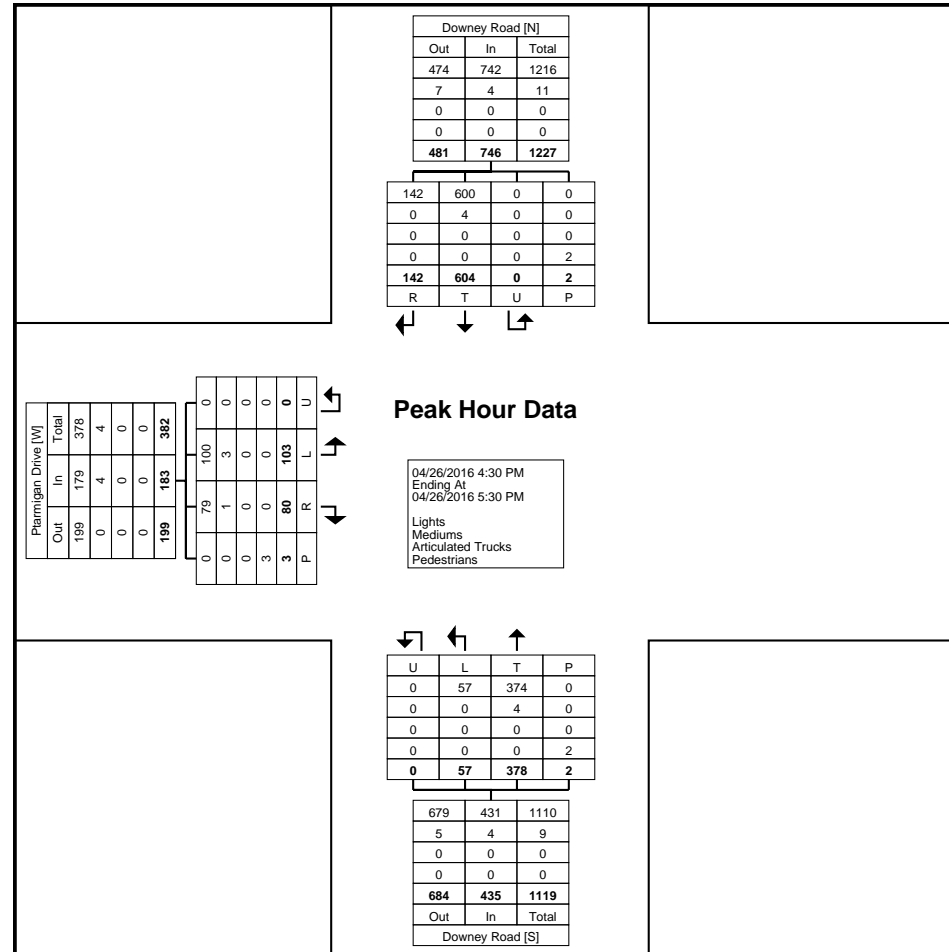 Downey Road [N]
Out In Total
474 742 1216
7 4 11
0 0 0
0 0 0
481 746 1227
142 600 0 0
0 4 0 0
0 0 0 0
0 0 0 2
142 604 0 2
R T U P
Ptarmigan Drive [W]
Out In Total
199 179 378
0 4 4
0 0 0
0 0 0
199 183 382
0 79 100 0
0 1 3 0
0 0 0 0
3 0 0 0
3 80 103 0
P R L U
Peak Hour Data
04/26/2016 4:30 PM
Ending At
04/26/2016 5:30 PM
Lights
Mediums
Articulated Trucks
Pedestrians
U L T P
0 57 374 0
0 0 4 0
0 0 0 0
0 0 0 2
0 57 378 2
679 431 1110
5 4 9
0 0 0
0 0 0
684 435 1119
Out In Total
Downey Road [S]